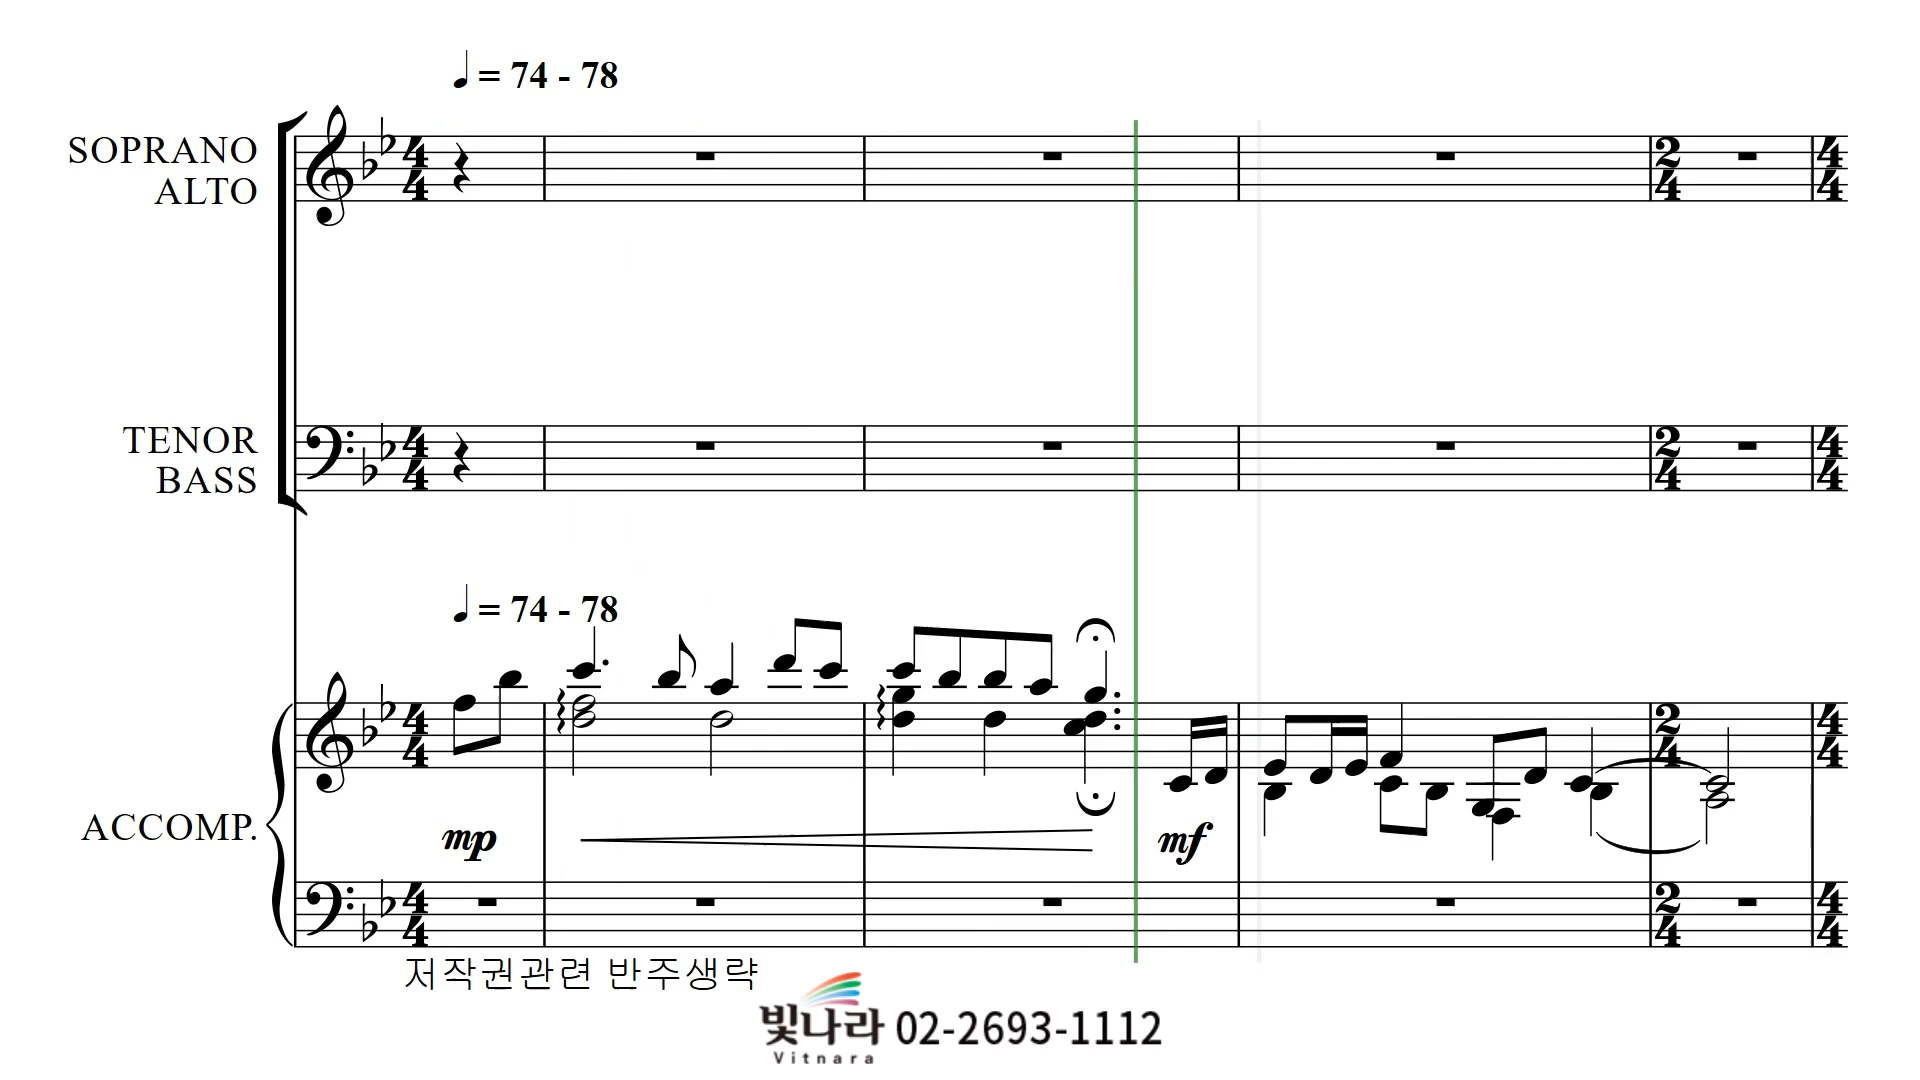 ♩ = 74 - 78
SOPRANO
ALTO
TENOR
BASS
♩ = 74 - 78
ACCOMP.
mp
mf
저작권관련 반주생략
빛나라 02-2693-1112
Vitnara